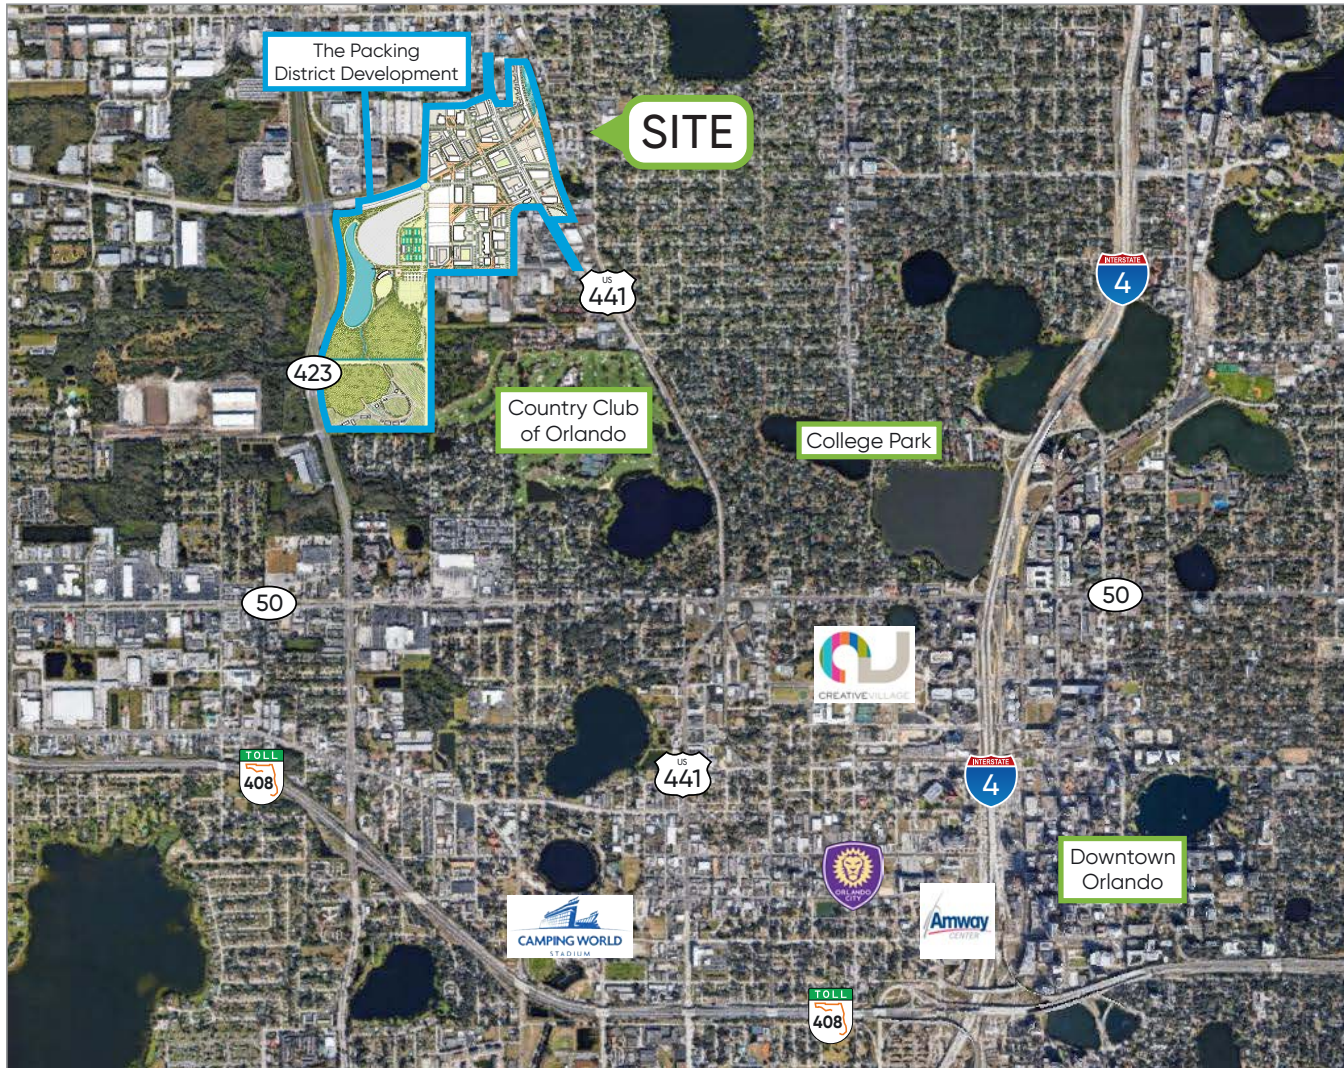 The Packing
District Development
SITE
INTERSTATE
4
US
441
423
Country Club
of Orlando
College Park
50
50
CREATIVEVILLAGE
TOLL
408
US
441
INTERSTATE
4
Downtown
Orlando
ORLANDO
CITY
Amway
CENTER
CAMPING WORLD
STADIUM
TOLL
408